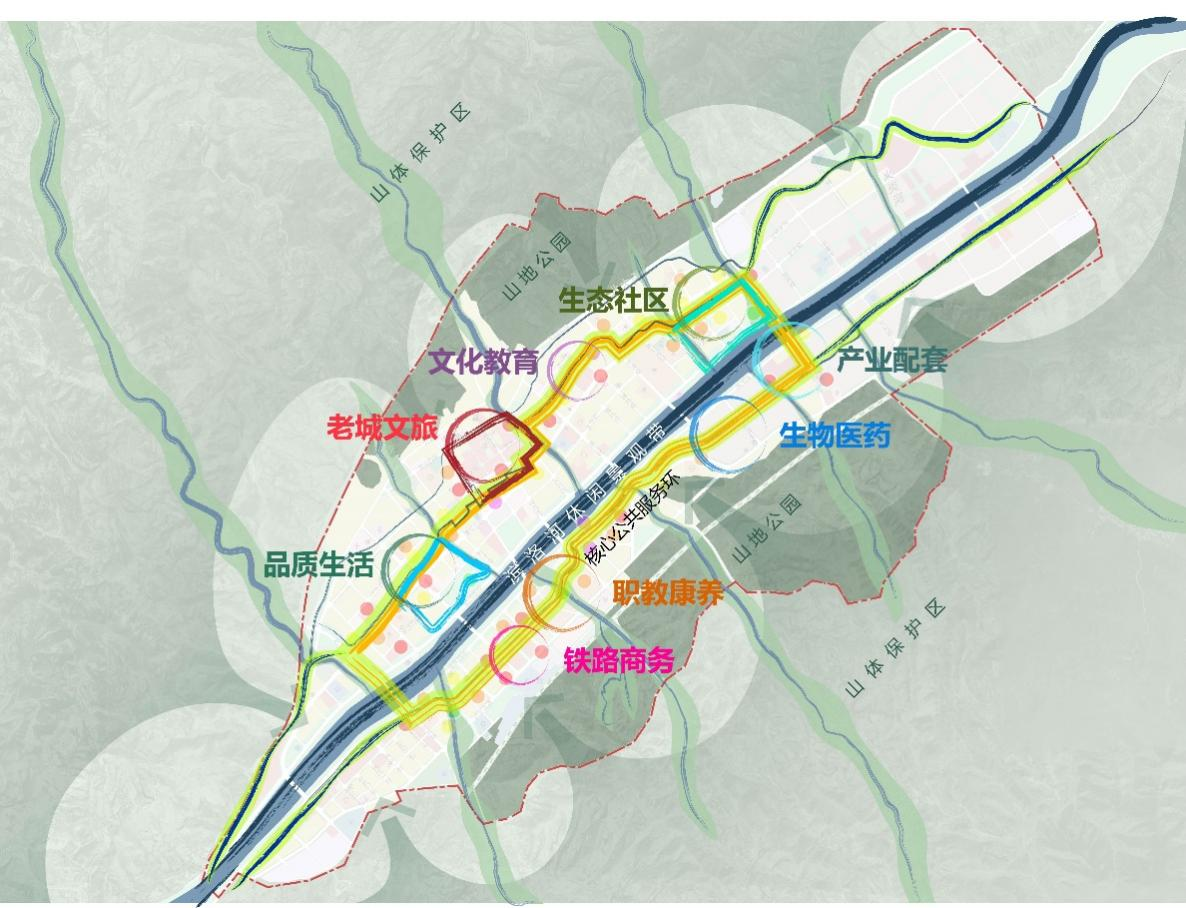 山体保护区
山地公园
生态社区
文化教育
产业配套
老城文旅
生物医药
滨洛河休闲景观带
核心公共服务环
山地公园
品质生活
职教康养
山体保护区
铁路商务